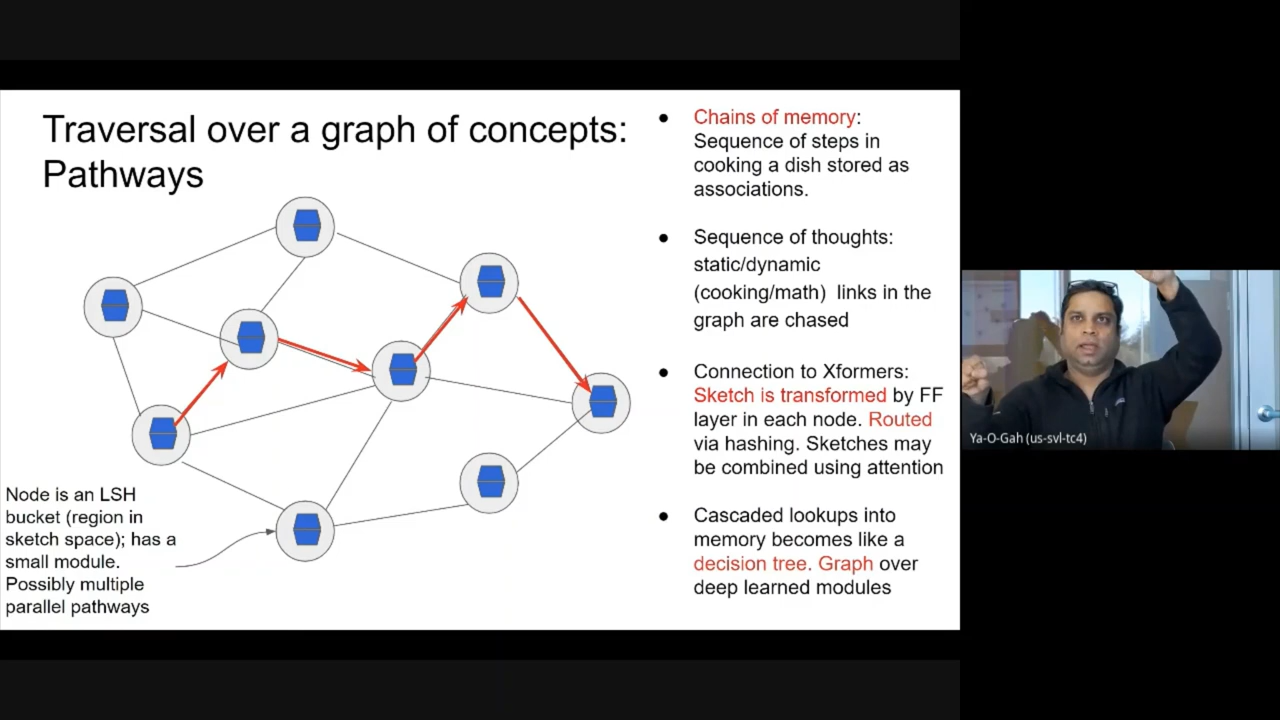 Traversal over a graph of concepts:
Pathways
Node is an LSH
bucket (region in
sketch space); has a
small module.
Possibly multiple
parallel pathways
Chains of memory:
Sequence of steps in
cooking a dish stored as
associations.
Sequence of thoughts:
static/dynamic
(cooking/math) links in the
graph are chased
Connection to Xformers:
Sketch is transformed by FF
layer in each node. Routed
via hashing. Sketches may
be combined using attention
Cascaded lookups into
memory becomes like a
decision tree. Graph over
deep learned modules
Ya-O-Gah (us-svl-tc4)